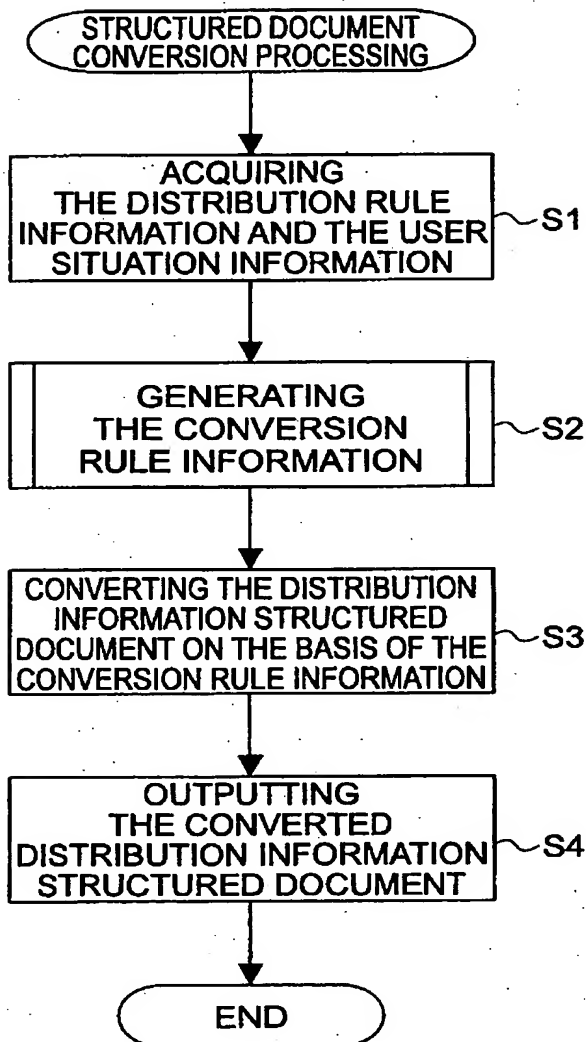 STRUCTURED DOCUMENT
CONVERSION PROCESSING
ACQUIRING
THE DISTRIBUTION RULE
INFORMATION AND THE USER
SITUATION INFORMATION
S1
GENERATING
THE CONVERSION
RULE INFORMATION
S2
CONVERTING THE DISTRIBUTION
INFORMATION STRUCTURED
DOCUMENT ON THE BASIS OF THE
CONVERSION RULE INFORMATION
S3
OUTPUTTING
THE CONVERTED
DISTRIBUTION INFORMATION
STRUCTURED DOCUMENT
S4
END